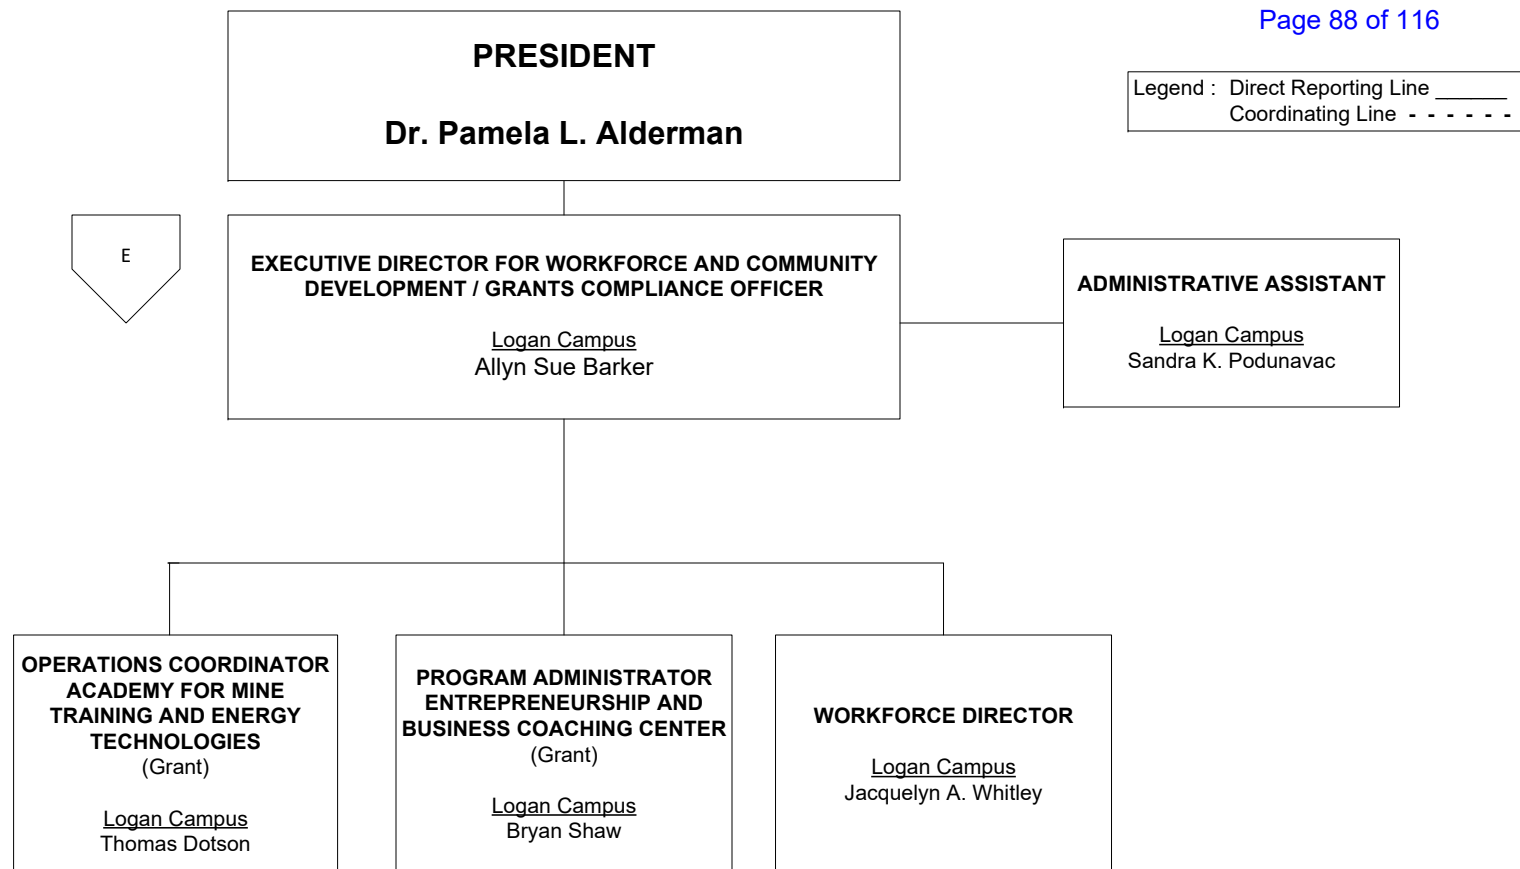 Page 88 of 116
PRESIDENT
Dr. Pamela L. Alderman
Legend : Direct Reporting Line ______
Coordinating Line - - - - - -
E
EXECUTIVE DIRECTOR FOR WORKFORCE AND COMMUNITY
DEVELOPMENT / GRANTS COMPLIANCE OFFICER
Logan Campus
Allyn Sue Barker
ADMINISTRATIVE ASSISTANT
Logan Campus
Sandra K. Podunavac
OPERATIONS COORDINATOR
ACADEMY FOR MINE
TRAINING AND ENERGY
TECHNOLOGIES
(Grant)
Logan Campus
Thomas Dotson
PROGRAM ADMINISTRATOR
ENTREPRENEURSHIP AND
BUSINESS COACHING CENTER
(Grant)
Logan Campus
Bryan Shaw
WORKFORCE DIRECTOR
Logan Campus
Jacquelyn A. Whitley